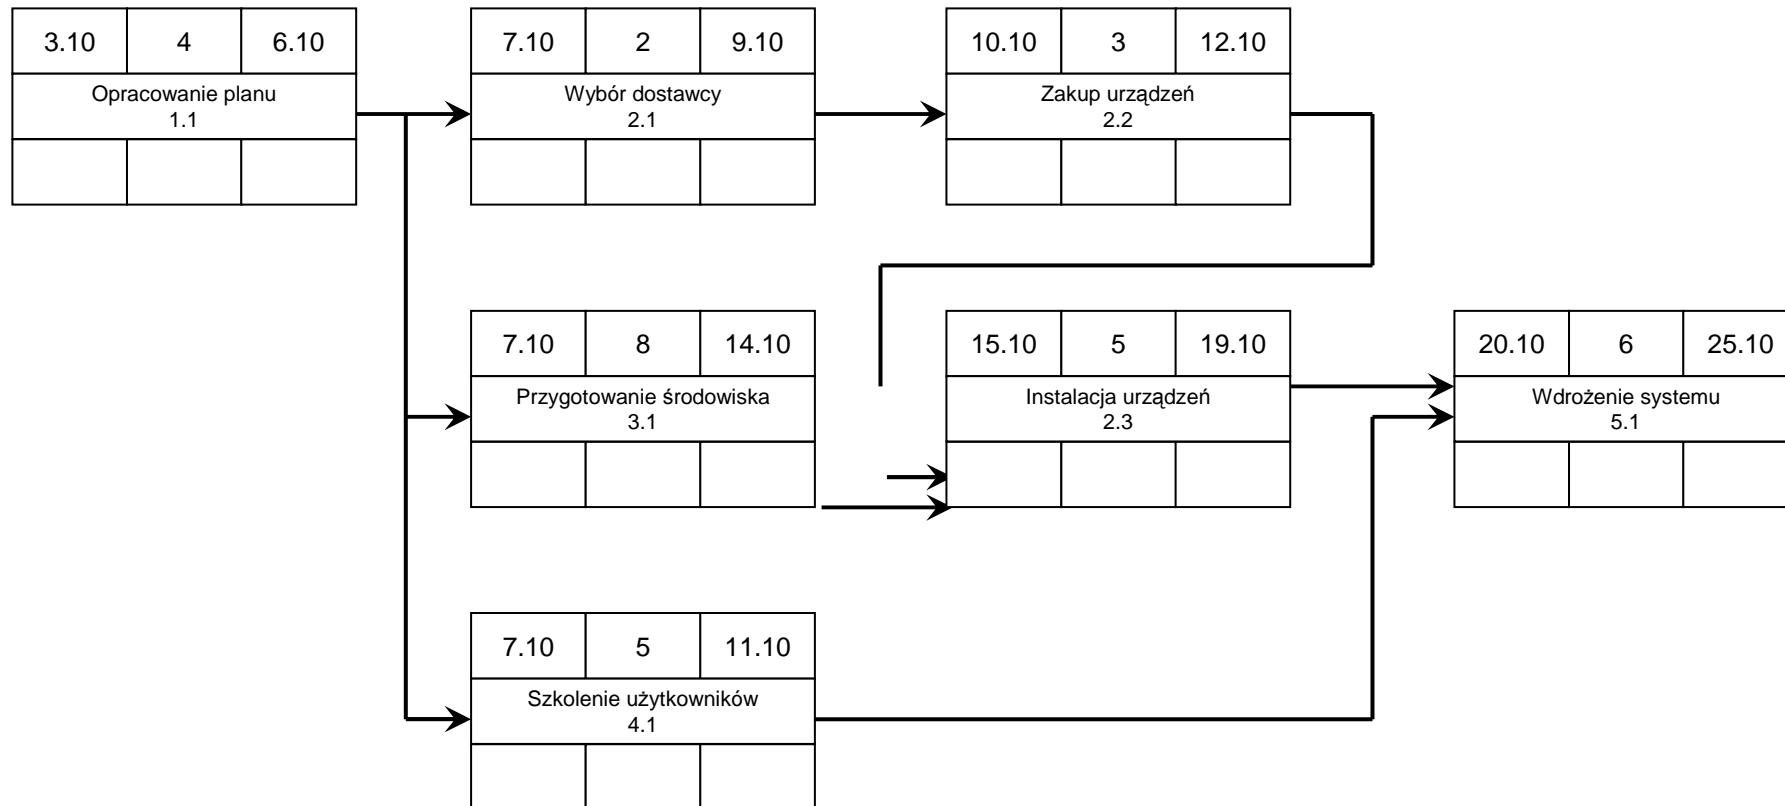 3.10 4 6.10
Opracowanie planu
1.1
7.10 2 9.10
Wybór dostawcy
2.1
10.10 3 12.10
Zakup urządzeń
2.2
7.10 8 14.10
Przygotowanie środowiska
3.1
15.10 5 19.10
Instalacja urządzeń
2.3
20.10 6 25.10
Wdrożenie systemu
5.1
7.10 5 11.10
Szkolenie użytkowników
4.1